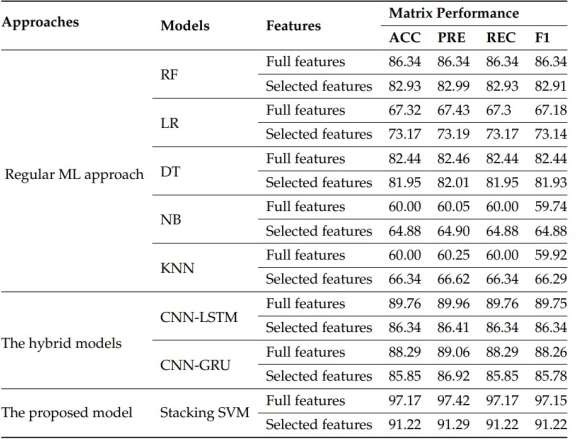 Approaches Models Features Matrix Performance
ACC PRE REC F1
Regular ML approach RF Full features 86.34 86.34 86.34 86.34
Selected features 82.93 82.99 82.93 82.91
LR Full features 67.32 67.43 67.3 67.18
Selected features 73.17 73.19 73.17 73.14
DT Full features 82.44 82.46 82.44 82.44
Selected features 81.95 82.01 81.95 81.93
NB Full features 60.00 60.05 60.00 59.74
Selected features 64.88 64.90 64.88 64.88
KNN Full features 60.00 60.25 60.00 59.92
Selected features 66.34 66.62 66.34 66.29
The hybrid models CNN-LSTM Full features 89.76 89.96 89.76 89.75
Selected features 86.34 86.41 86.34 86.34
CNN-GRU Full features 88.29 89.06 88.29 88.26
Selected features 85.85 86.92 85.85 85.78
The proposed model Stacking SVM Full features 97.17 97.42 97.17 97.15
Selected features 91.22 91.29 91.22 91.22